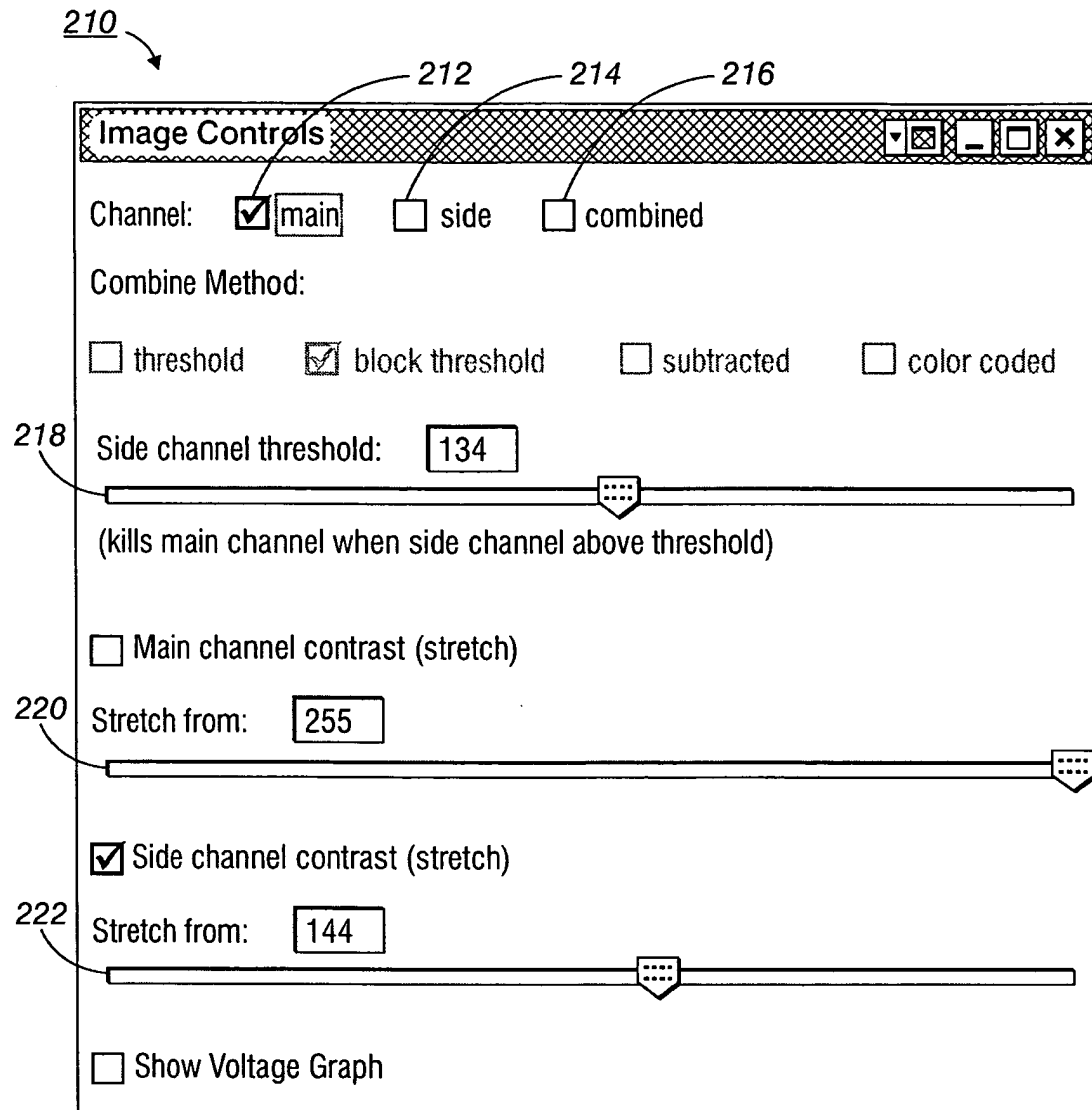 210
212 214 216
Image Controls
Channel: main side combined
Combine Method:
threshold block threshold subtracted color coded
218
Side channel threshold: 134
(kills main channel when side channel above threshold)
Main channel contrast (stretch)
220
Stretch from: 255
Side channel contrast (stretch)
222
Stretch from: 144
Show Voltage Graph